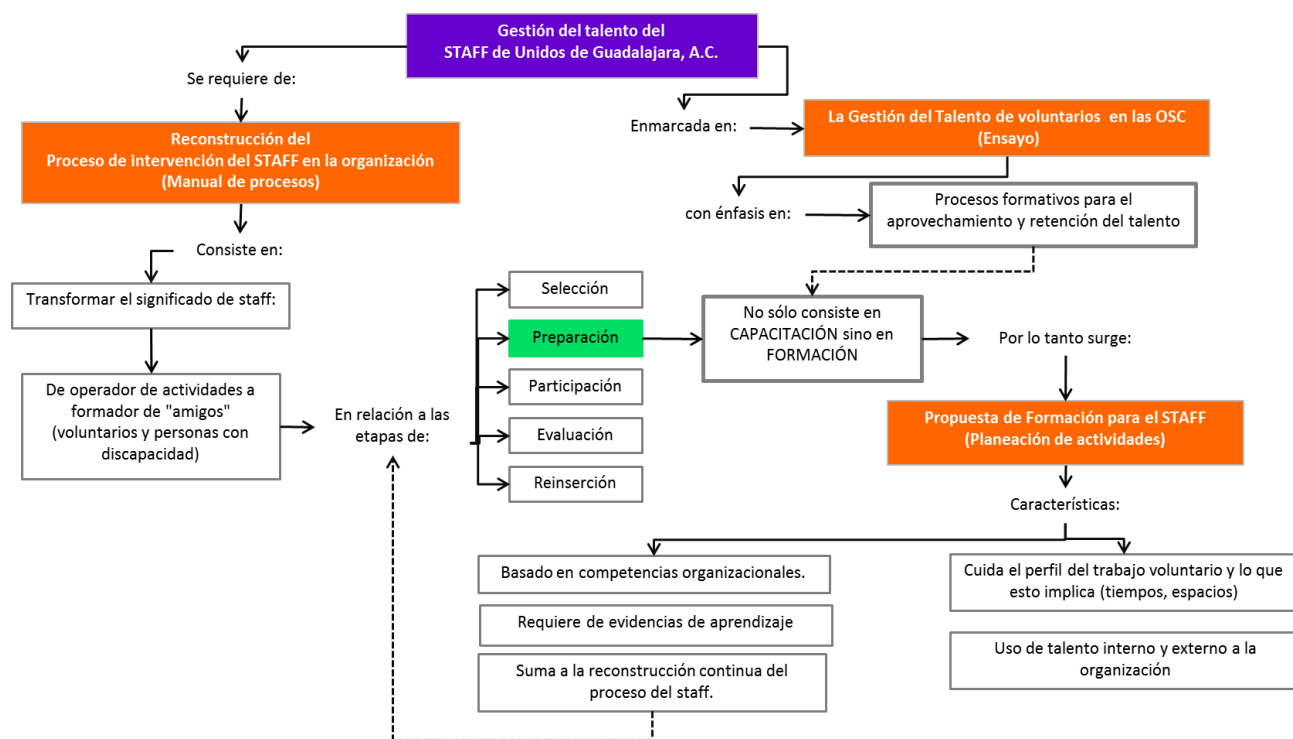 Gestión del talento del
STAFF de Unidos de Guadalajara, A.C.
Se requiere de:
Reconstrucción del
Proceso de intervención del STAFF en la organización
(Manual de procesos)
Consiste en:
Transformar el significado de staff:
De operador de actividades a
formador de "amigos"
(voluntarios y personas con
discapacidad)
En relación a las
etapas de:
Selección
Preparación
Participación
Evaluación
Reinserción
Enmarcada en:
La Gestión del Talento de voluntarios en las OSC
(Ensayo)
con énfasis en:
Procesos formativos para el
aprovechamiento y retención del talento
No sólo consiste en
CAPACITACIÓN sino en
FORMACIÓN
Por lo tanto surge:
Propuesta de Formación para el STAFF
(Planeación de actividades)
Características:
Basado en competencias organizacionales.
Requiere de evidencias de aprendizaje
Suma a la reconstrucción continua del
proceso del staff.
Cuida el perfil del trabajo voluntario y lo que
esto implica (tiempos, espacios)
Uso de talento interno y externo a la
organización